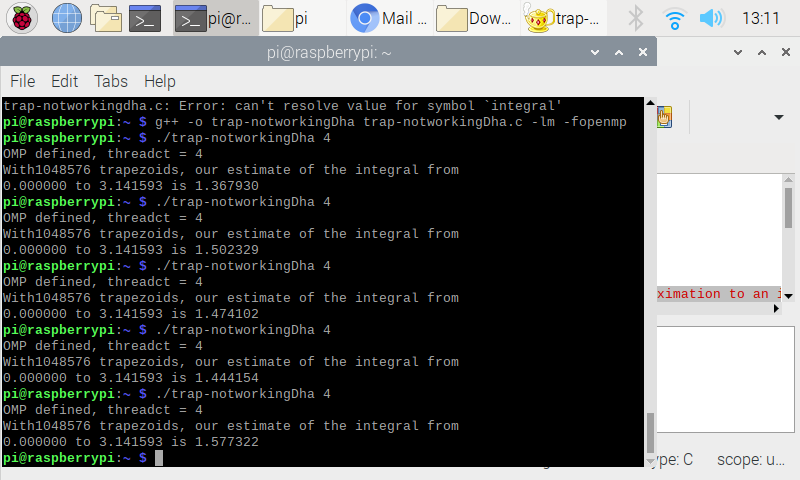 pi@r...
pi
Mail ...
Dow...
trap-...
13:11
pi@raspberrypi: ~
File Edit Tabs Help
trap-notworkingdha.c: Error: can't resolve value for symbol `integral'
pi@raspberrypi:~ $ g++ -o trap-notworkingDha trap-notworkingDha.c -lm -fopenmp
pi@raspberrypi:~ $ ./trap-notworkingDha 4
OMP defined, threadct = 4
With1048576 trapezoids, our estimate of the integral from
0.000000 to 3.141593 is 1.367930
pi@raspberrypi:~ $ ./trap-notworkingDha 4
OMP defined, threadct = 4
With1048576 trapezoids, our estimate of the integral from
0.000000 to 3.141593 is 1.502329
pi@raspberrypi:~ $ ./trap-notworkingDha 4
OMP defined, threadct = 4
With1048576 trapezoids, our estimate of the integral from
0.000000 to 3.141593 is 1.474102
pi@raspberrypi:~ $ ./trap-notworkingDha 4
OMP defined, threadct = 4
With1048576 trapezoids, our estimate of the integral from
0.000000 to 3.141593 is 1.444154
pi@raspberrypi:~ $ ./trap-notworkingDha 4
OMP defined, threadct = 4
With1048576 trapezoids, our estimate of the integral from
0.000000 to 3.141593 is 1.577322
pi@raspberrypi:~ $
ximation to an i
ype: C scope: u...